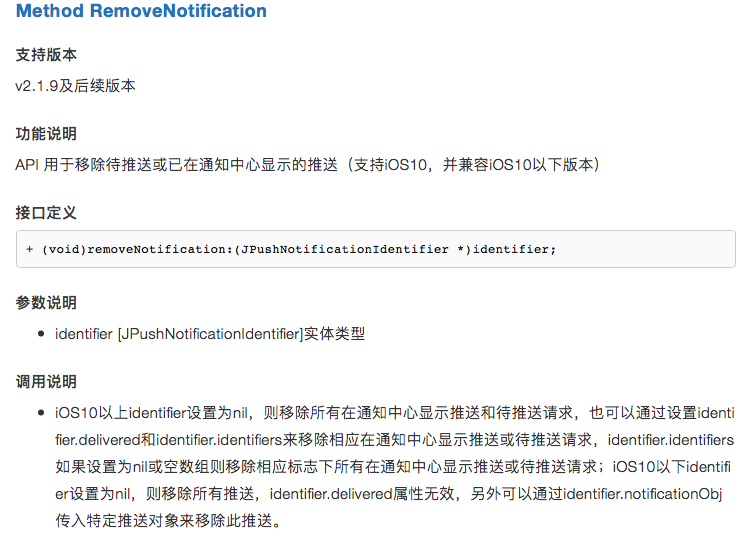 Method RemoveNotification
支持版本
v2.1.9及后续版本
功能说明
API 用于移除待推送或已在通知中心显示的推送（支持iOS10，并兼容iOS10以下版本）
接口定义
+ (void)removeNotification:(JPushNotificationIdentifier *)identifier;
参数说明
• identifier [JPushNotificationIdentifier]实体类型
调用说明
• iOS10以上identifier设置为nil，则移除所有在通知中心显示推送和待推送请求，也可以通过设置identi
fier.delivered和identifier.identifiers来移除相应在通知中心显示推送或待推送请求，identifier.identifiers
如果设置为nil或空数组则移除相应标志下所有在通知中心显示推送或待推送请求；iOS10以下identifi
er设置为nil，则移除所有推送，identifier.delivered属性无效，另外可以通过identifier.notificationObj
传入特定推送对象来移除此推送。